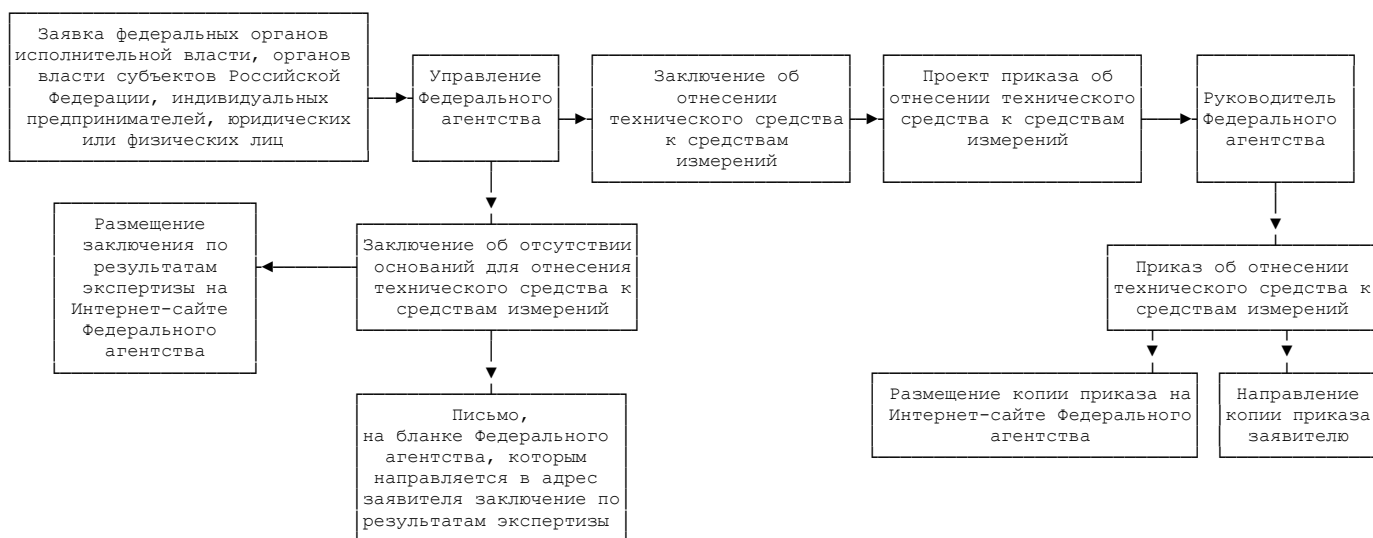 Заявка федеральных органов
исполнительной власти, органов
власти субъектов Российской
Федерации, индивидуальных
предпринимателей, юридических
или физических лиц
Управление
Федерального
агентства
Заключение об
отнесении
технического средства
к средствам
измерений
Проект приказа об
отнесении технического
средства к средствам
измерений
Руководитель
Федерального
агентства
Размещение
заключения по
результатам
экспертизы на
Интернет-сайте
Федерального
агентства
Заключение об отсутствии
оснований для отнесения
технического средства к
средствам измерений
Приказ об отнесении
технического средства к
средствам измерений
Письмо,
на бланке Федерального
агентства, которым
направляется в адрес
заявителя заключение по
результатам экспертизы
Размещение копии приказа на
Интернет-сайте Федерального
агентства
Направление
копии приказа
заявителю